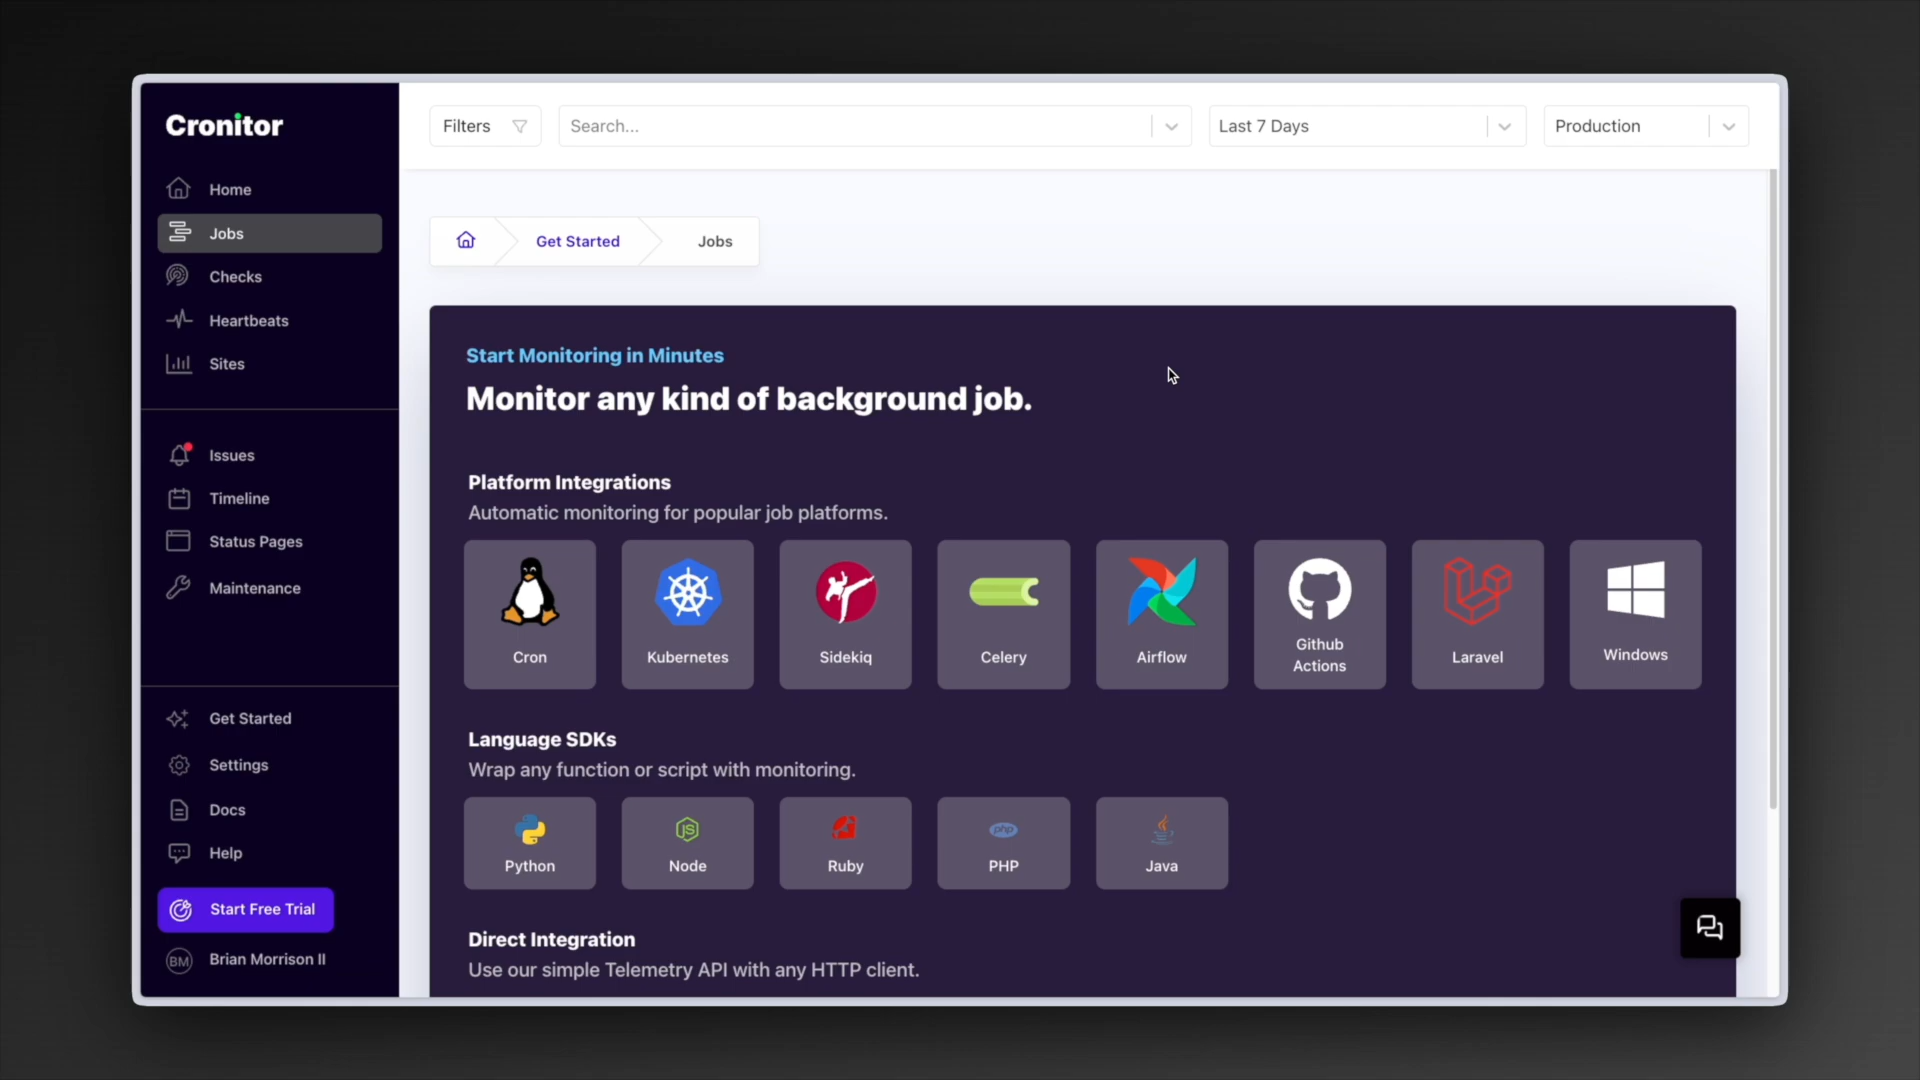 Cronitor
Home
Jobs
Checks
Heartbeats
Sites
Issues
Timeline
Status Pages
Maintenance
Get Started
Settings
Docs
Help
Start Free Trial
BM Brian Morrison II
Filters Search... Last 7 Days Production
Get Started Jobs
Start Monitoring in Minutes
Monitor any kind of background job.
Platform Integrations
Automatic monitoring for popular job platforms.
Cron
Kubernetes
Sidekiq
Celery
Airflow
Github
Actions
Laravel
Windows
Language SDKs
Wrap any function or script with monitoring.
Python
JS
Node
Ruby
php
PHP
Java
Direct Integration
Use our simple Telemetry API with any HTTP client.